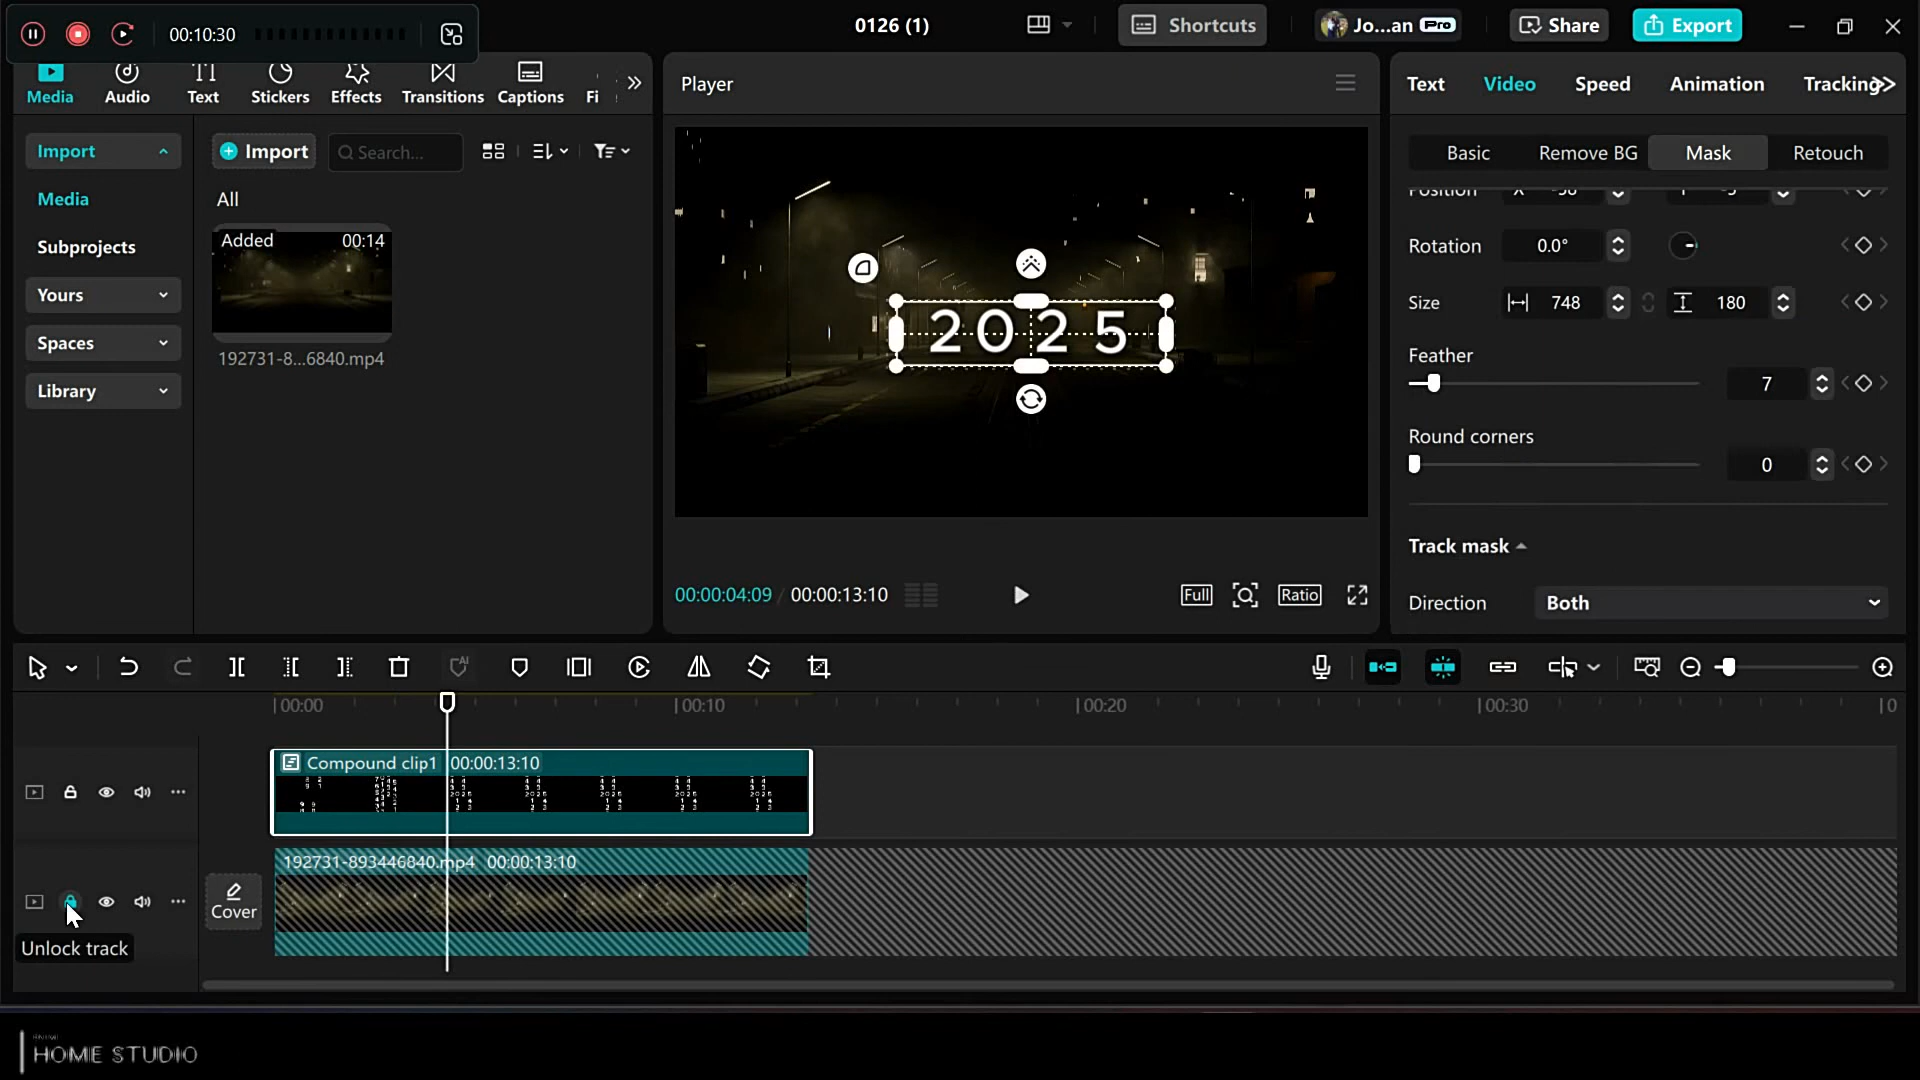 00:10:30
0126 (1)
Shortcuts
Jo...an Pro
Share
Export
Media
Audio
Text
Stickers
Effects
Transitions
Captions
Fi
Player
Text
Video
Speed
Animation
Tracking
Import
Media
Subprojects
Yours
Spaces
Library
Import
Search...
All
Added 00:14
192731-8...6840.mp4
2025
Basic
Remove BG
Mask
Retouch
Rotation 0.0°
Size 748 180
Feather
7
Round corners
0
Track mask
Direction Both
00:00:04:09 / 00:00:13:10
Full
Ratio
00:00
00:10
00:20
00:30
0
Compound clip1 00:00:13:10
192731-893446840.mp4 00:00:13:10
Cover
Unlock track
HOME STUDIO